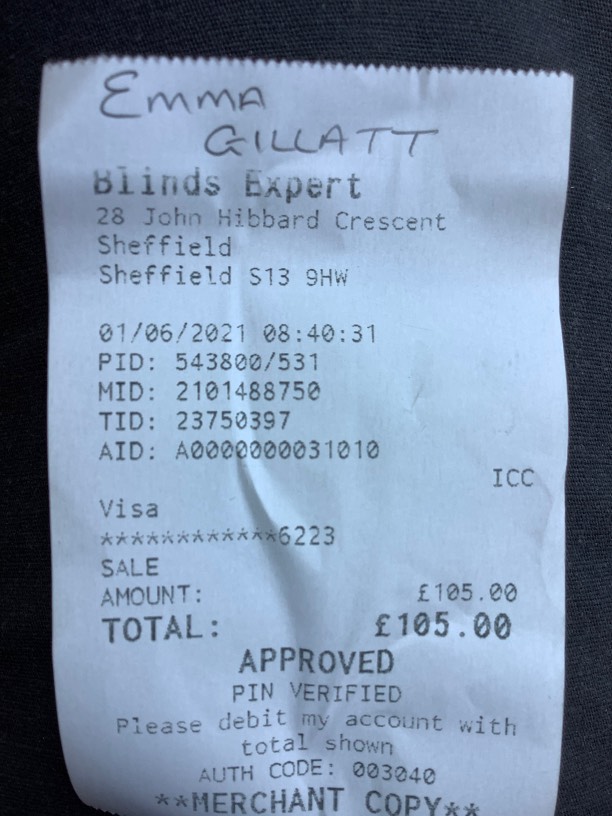 Emma
GILLATT
Blinds Expert
28 John Hibbard Crescent
Sheffield
Sheffield S13 9HW
01/06/2021 08:40:31
PID: 543800/531
MID: 2101488750
TID: 23750397
AID: A0000000031010
ICC
Visa
************6223
SALE
AMOUNT: £105.00
TOTAL: £105.00
APPROVED
PIN VERIFIED
Please debit my account with
total shown
AUTH CODE: 003040
**MERCHANT COPY**